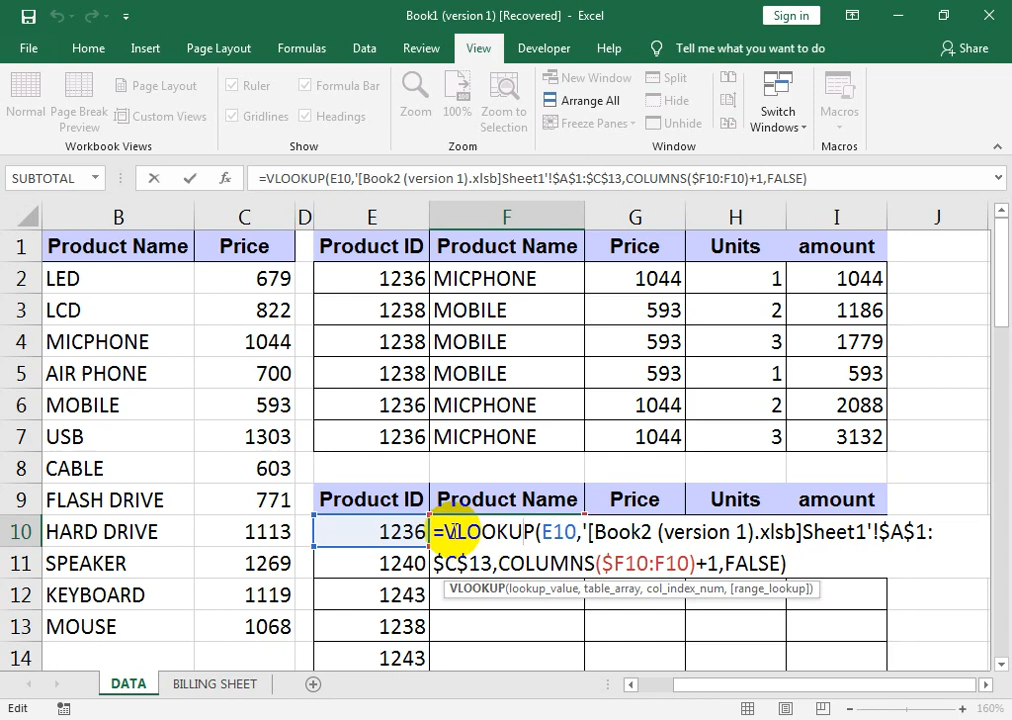 Book1 (version 1) [Recovered] - Excel
Sign in
File Home Insert Page Layout Formulas Data Review View Developer Help Tell me what you want to do Share
Normal Page Break Preview Page Layout Custom Views
Workbook Views
Ruler Formula Bar
Gridlines Headings
Show
Zoom 100% Zoom to Selection
Zoom
New Window Split
Arrange All Hide
Freeze Panes Unhide
Switch Windows
Window
Macros
Macros
SUBTOTAL fx =VLOOKUP(E10,'[Book2 (version 1).xlsb]Sheet1'!$A$1:$C$13,COLUMNS($F10:F10)+1,FALSE)
B C D E F G H I J
1 Product Name Price Product ID Product Name Price Units amount
2 LED 679 1236 MICPHONE 1044 1 1044
3 LCD 822 1238 MOBILE 593 2 1186
4 MICPHONE 1044 1238 MOBILE 593 3 1779
5 AIR PHONE 700 1238 MOBILE 593 1 593
6 MOBILE 593 1236 MICPHONE 1044 2 2088
7 USB 1303 1236 MICPHONE 1044 3 3132
8 CABLE 603
9 FLASH DRIVE 771 Product ID Product Name Price Units amount
10 HARD DRIVE 1113 1236 =VLOOKUP(E10,'[Book2 (version 1).xlsb]Sheet1'!$A$1:
11 SPEAKER 1269 1240 $C$13,COLUMNS($F10:F10)+1,FALSE)
VLOOKUP(lookup_value, table_array, col_index_num, [range_lookup])
12 KEYBOARD 1119 1243
13 MOUSE 1068 1238
14 1243
DATA BILLING SHEET
Edit 160%